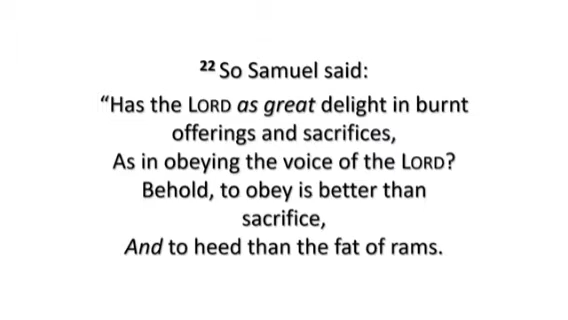 22 So Samuel said:
“Has the LORD as great delight in burnt
offerings and sacrifices,
As in obeying the voice of the LORD?
Behold, to obey is better than
sacrifice,
And to heed than the fat of rams.